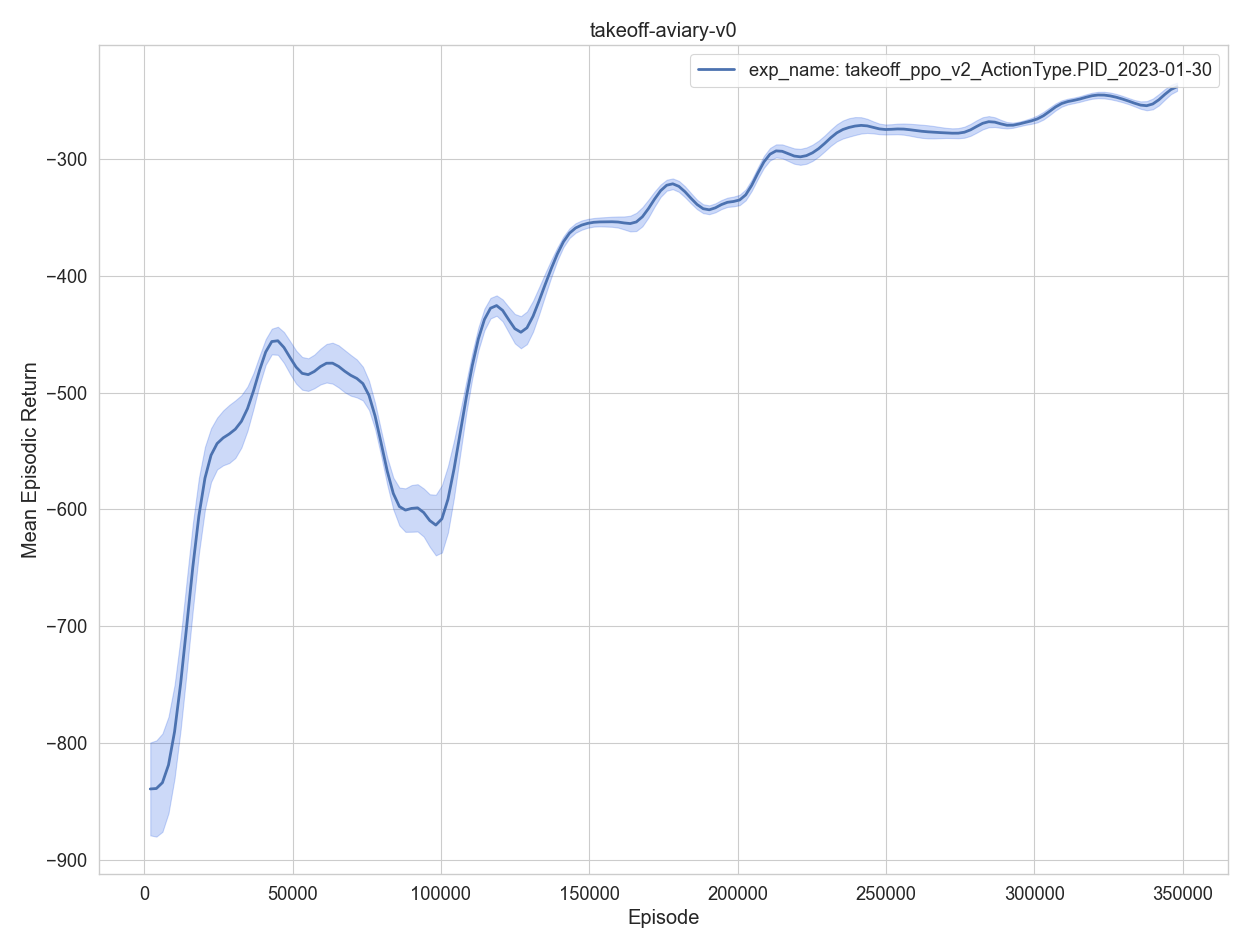 takeoff-aviary-v0
exp_name: takeoff_ppo_v2_ActionType.PID_2023-01-30
Mean Episodic Return
−300
−400
−500
−600
−700
−800
−900
0 50000 100000 150000 200000 250000 300000 350000
Episode